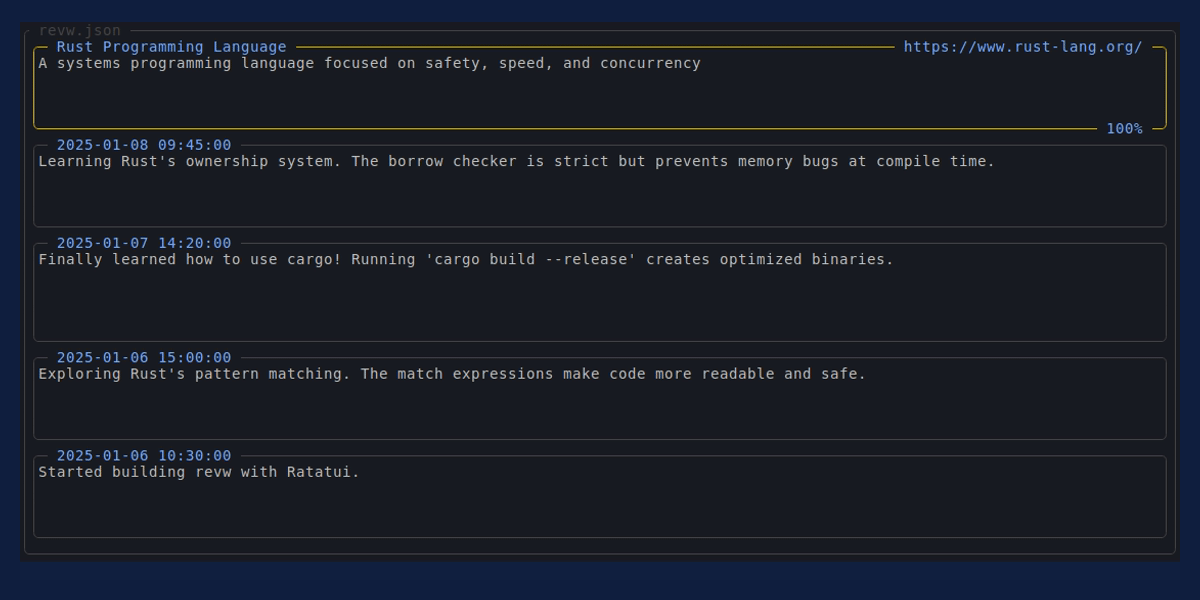 revw.json
Rust Programming Language https://www.rust-lang.org/
A systems programming language focused on safety, speed, and concurrency
100%
2025-01-08 09:45:00
Learning Rust's ownership system. The borrow checker is strict but prevents memory bugs at compile time.
2025-01-07 14:20:00
Finally learned how to use cargo! Running 'cargo build --release' creates optimized binaries.
2025-01-06 15:00:00
Exploring Rust's pattern matching. The match expressions make code more readable and safe.
2025-01-06 10:30:00
Started building revw with Ratatui.